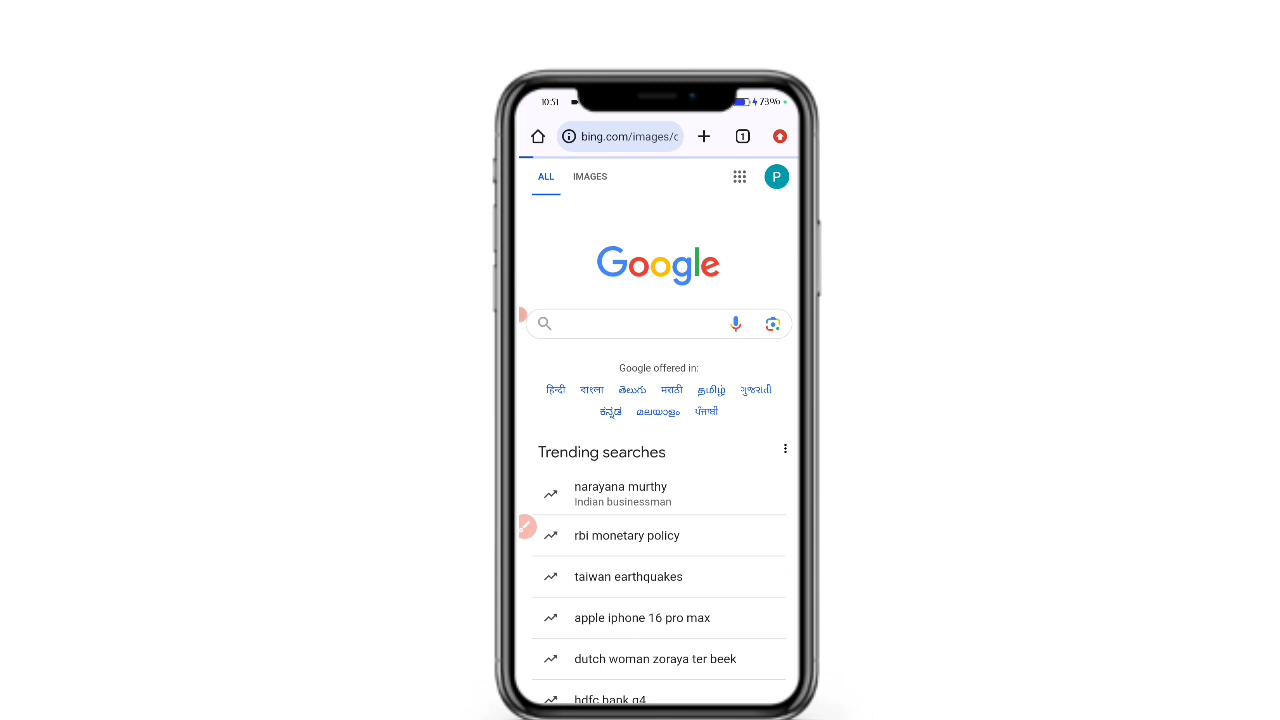 10:51
73%
bing.com/images/c
1
ALL IMAGES
P
Google
Google offered in:
हिन्दी বাংলা తెలుగు मराठी தமிழ் ગુજરાતી
ಕನ್ನಡ മലയാളം ਪੰਜਾਬੀ
Trending searches
narayana murthy
Indian businessman
rbi monetary policy
taiwan earthquakes
apple iphone 16 pro max
dutch woman zoraya ter beek
hdfc bank q4